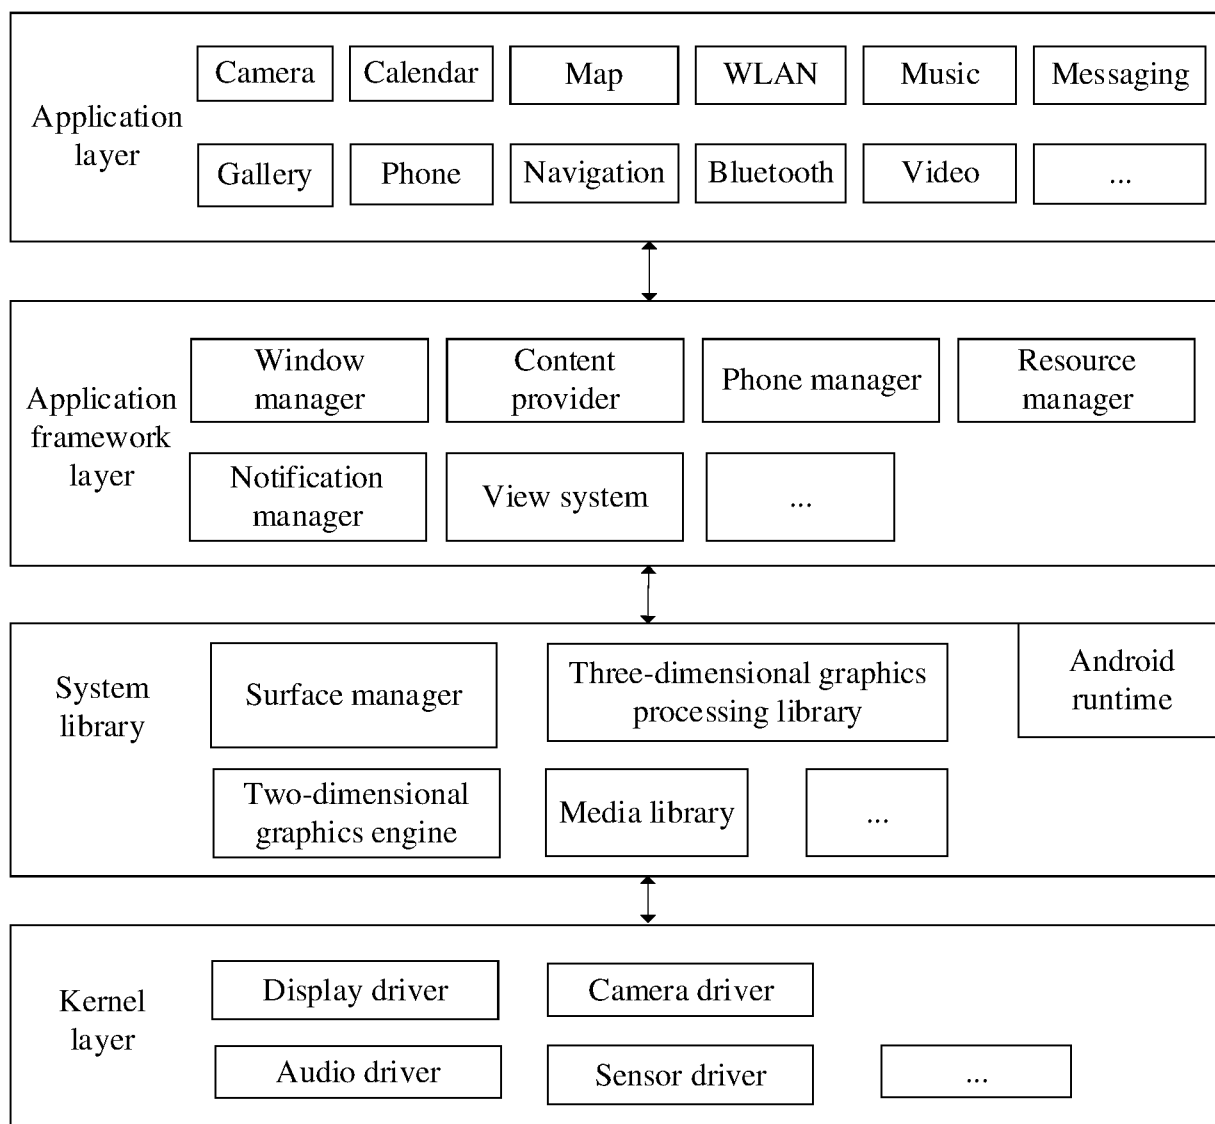 Application
layer
Camera
Calendar
Map
WLAN
Music
Messaging
Gallery
Phone
Navigation
Bluetooth
Video
...
Application
framework
layer
Window
manager
Content
provider
Phone manager
Resource
manager
Notification
manager
View system
...
System
library
Surface manager
Three-dimensional graphics
processing library
Android
runtime
Two-dimensional
graphics engine
Media library
...
Kernel
layer
Display driver
Camera driver
Audio driver
Sensor driver
...